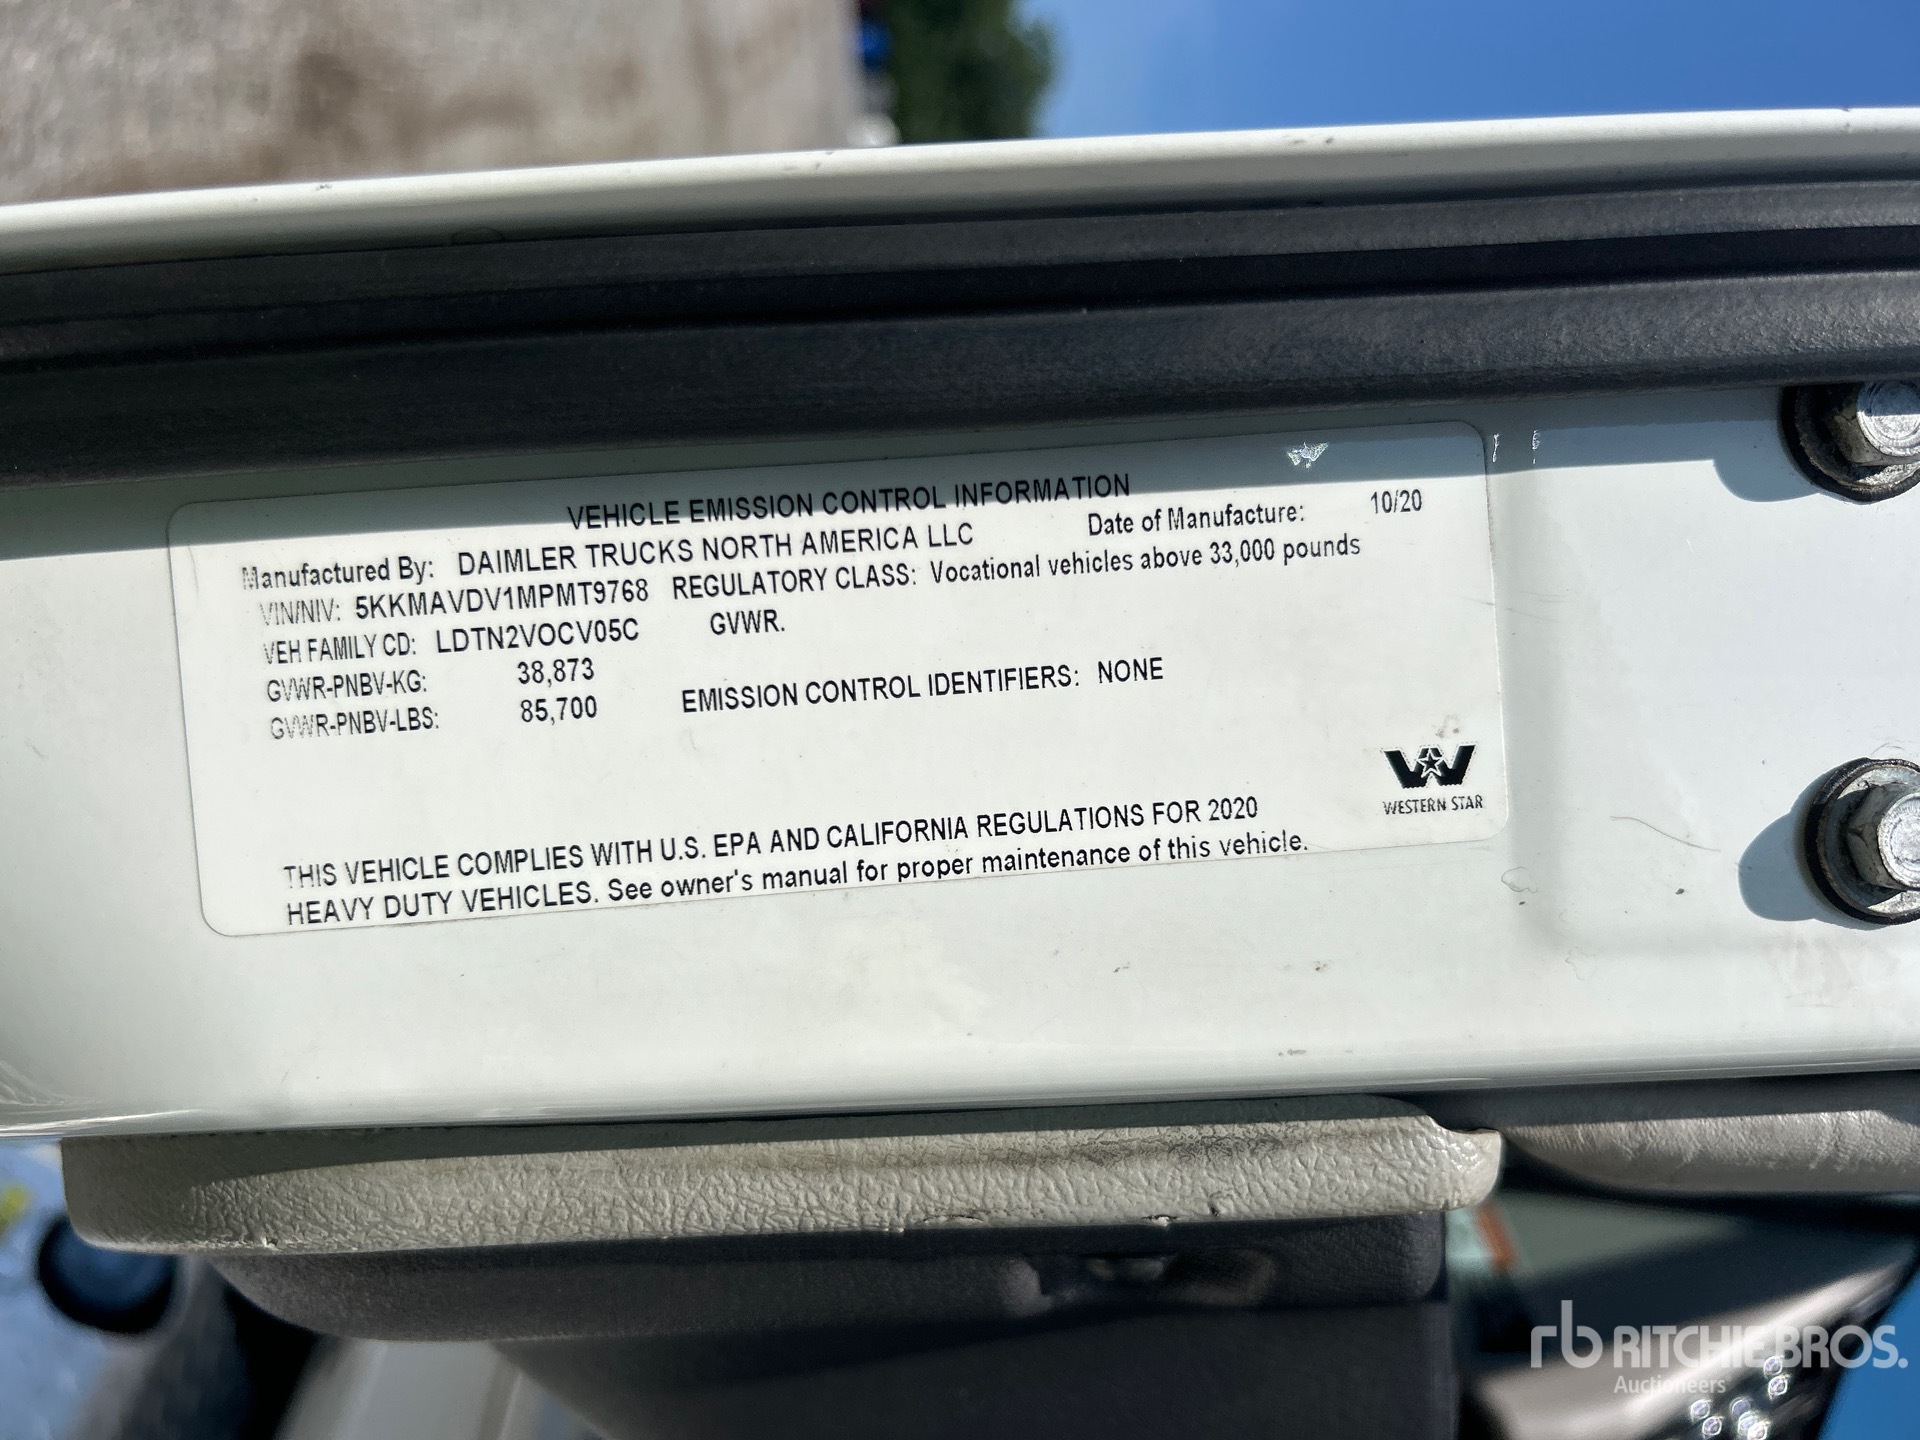 VEHICLE EMISSION CONTROL INFORMATION
Manufactured By: DAIMLER TRUCKS NORTH AMERICA LLC Date of Manufacture: 10/20
VIN/NIV: 5KKMAVDV1MPMT9768 REGULATORY CLASS: Vocational vehicles above 33,000 pounds
VEH FAMILY CD: LDTN2VOCV05C GVWR.
GVWR-PNBV-KG: 38,873
GVWR-PNBV-LBS: 85,700 EMISSION CONTROL IDENTIFIERS: NONE
WESTERN STAR
THIS VEHICLE COMPLIES WITH U.S. EPA AND CALIFORNIA REGULATIONS FOR 2020
HEAVY DUTY VEHICLES. See owner's manual for proper maintenance of this vehicle.
rb RITCHIE BROS.
Auctioneers